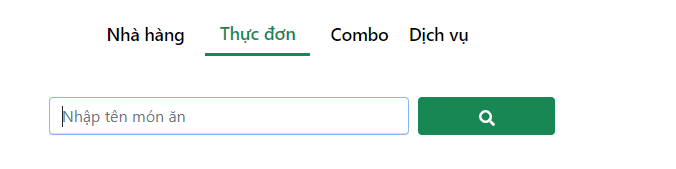 Nhà hàng Thực đơn Combo Dịch vụ
Nhập tên món ăn